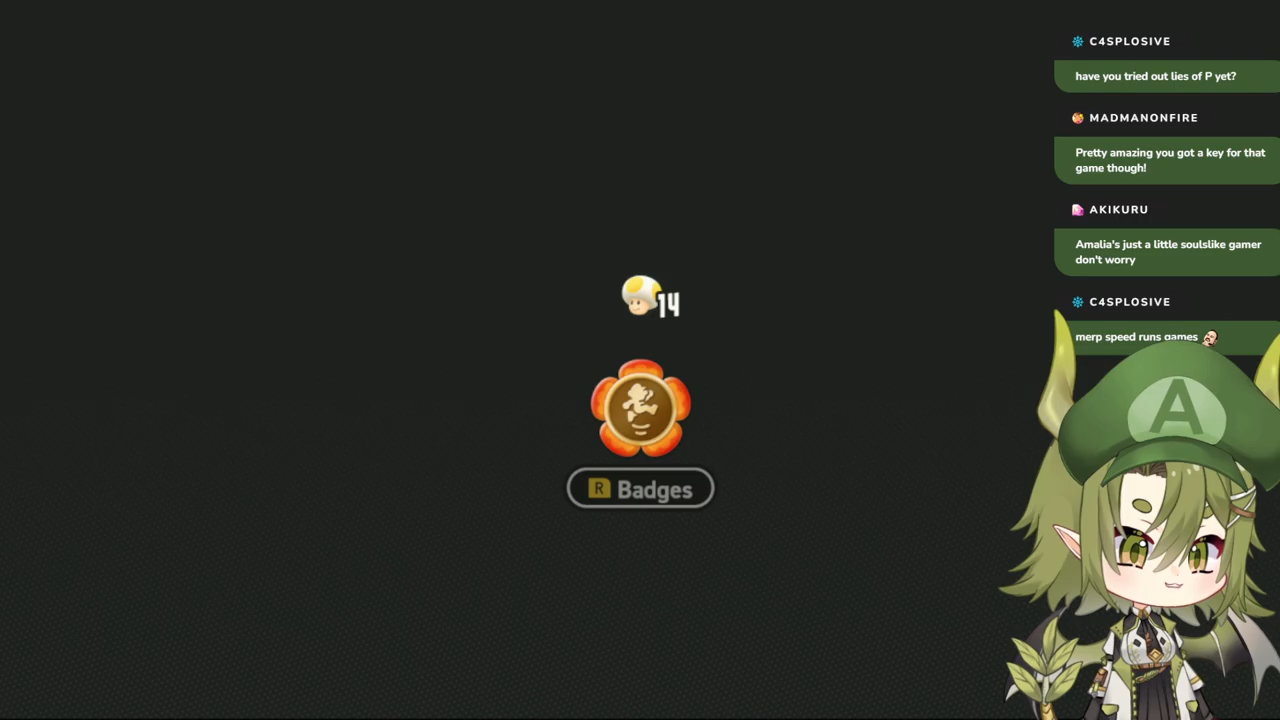 C4SPLOSIVE
have you tried out lies of P yet?
MADMANONFIRE
Pretty amazing you got a key for that
game though!
AKIKURU
Amalia's just a little soulslike gamer
don't worry
C4SPLOSIVE
merp speed runs games
14
R Badges
A